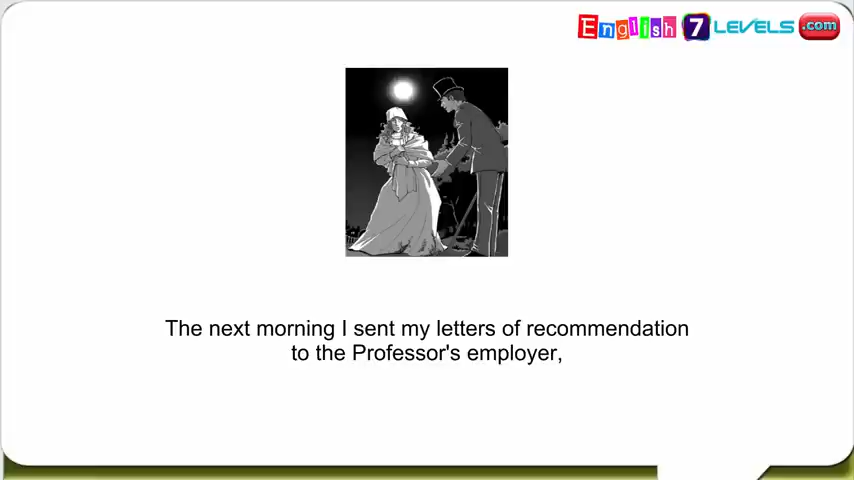 English 7 LEVELS .com
The next morning I sent my letters of recommendation
to the Professor's employer,